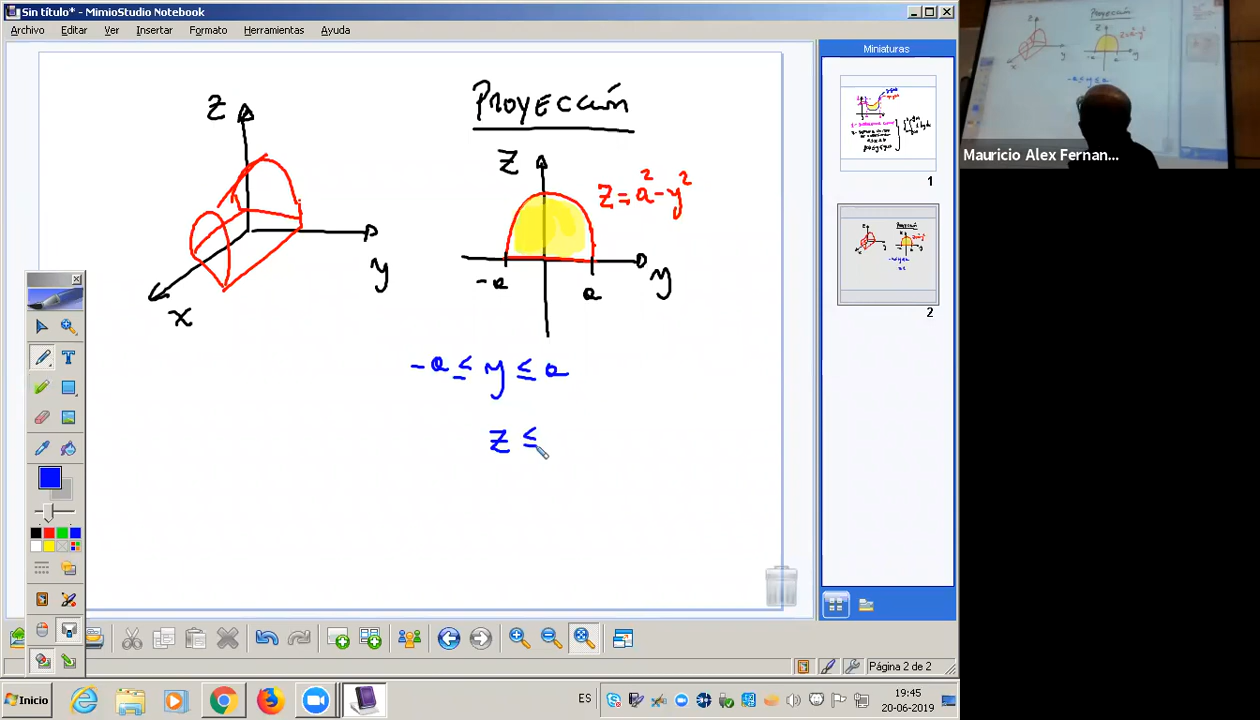 Sin título* - MimioStudio Notebook
Archivo Editar Ver Insertar Formato Herramientas Ayuda
Z
y
x
PROYECCIÓN
Z
z = a² - y²
y
-a
a
-a ≤ y ≤ a
z ≤
Miniaturas
1
2
Mauricio Alex Fernan...
Página 2 de 2
Inicio
ES
19:45
20-06-2019